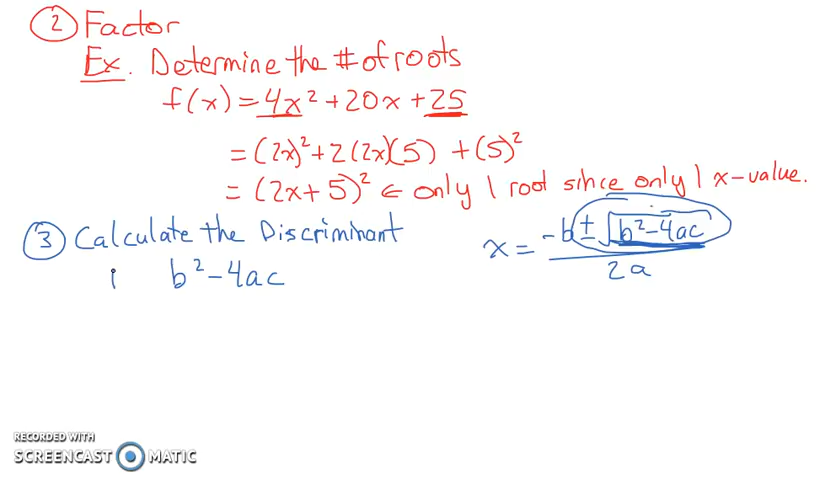 ② Factor
Ex. Determine the # of roots
f(x) = 4x² + 20x + 25
= (2x)² + 2(2x)(5) + (5)²
= (2x + 5)² ← only 1 root since only 1 x-value.
③ Calculate the Discriminant
b² - 4ac
x = -b ± √b² - 4ac
2a
RECORDED WITH
SCREENCAST MATIC